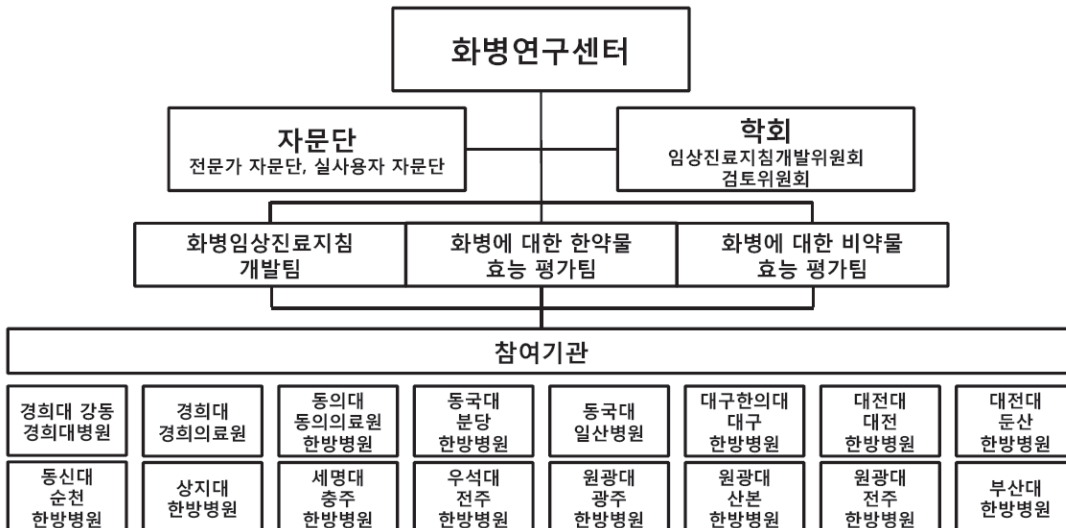 화병연구센터
자문단
전문가 자문단, 실사용자 자문단
학회
임상진료지침개발위원회
검토위원회
화병임상진료지침
개발팀
화병에 대한 한약물
효능 평가팀
화병에 대한 비약물
효능 평가팀
참여기관
경희대 강동
경희대병원
경희대
경희의료원
동의대
동의의료원
한방병원
동국대
분당
한방병원
동국대
일산병원
대구한의대
대구
한방병원
대전대
대전
한방병원
대전대
둔산
한방병원
동신대
순천
한방병원
상지대
한방병원
세명대
충주
한방병원
우석대
전주
한방병원
원광대
광주
한방병원
원광대
산본
한방병원
원광대
전주
한방병원
부산대
한방병원